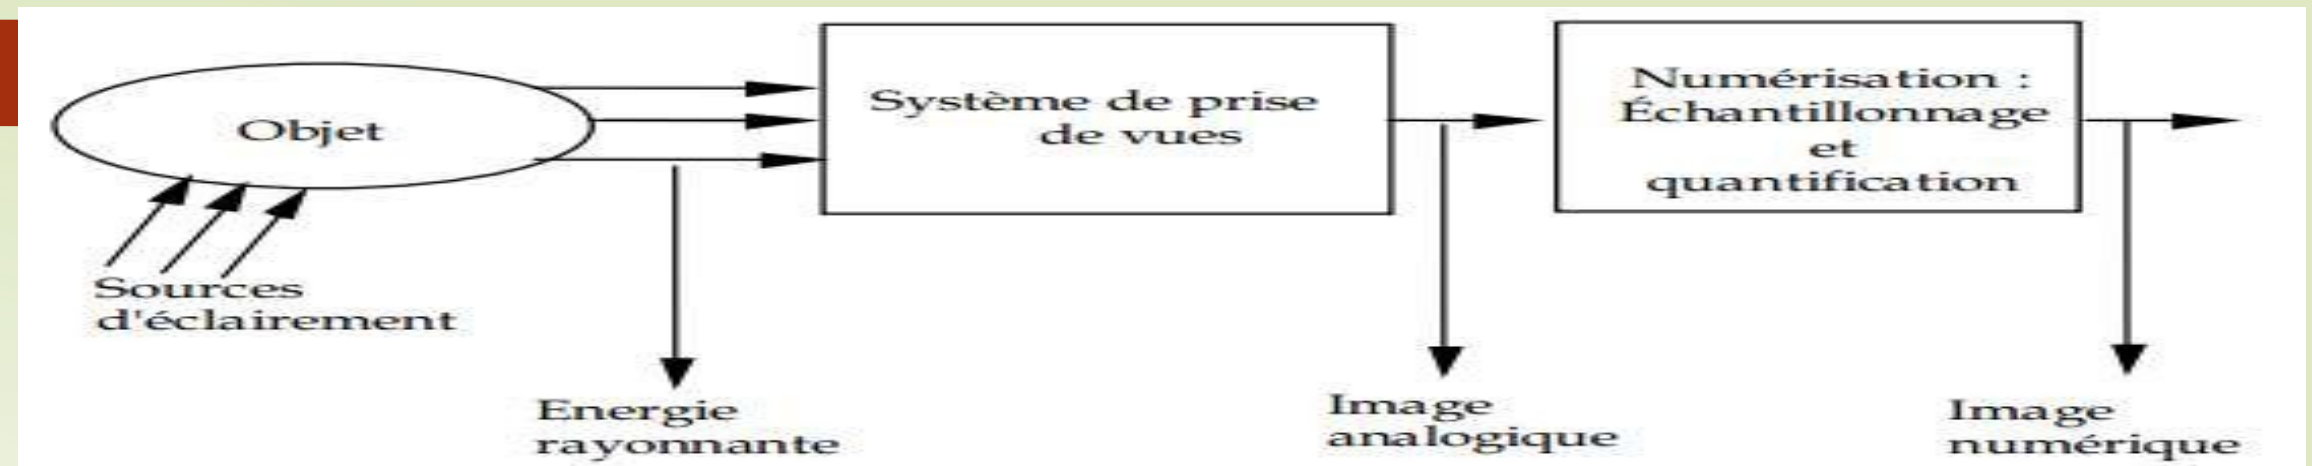 Objet
Sources
d'éclairement
Energie
rayonnante
Système de prise
de vues
Image
analogique
Numérisation :
Échantillonnage
et
quantification
Image
numérique